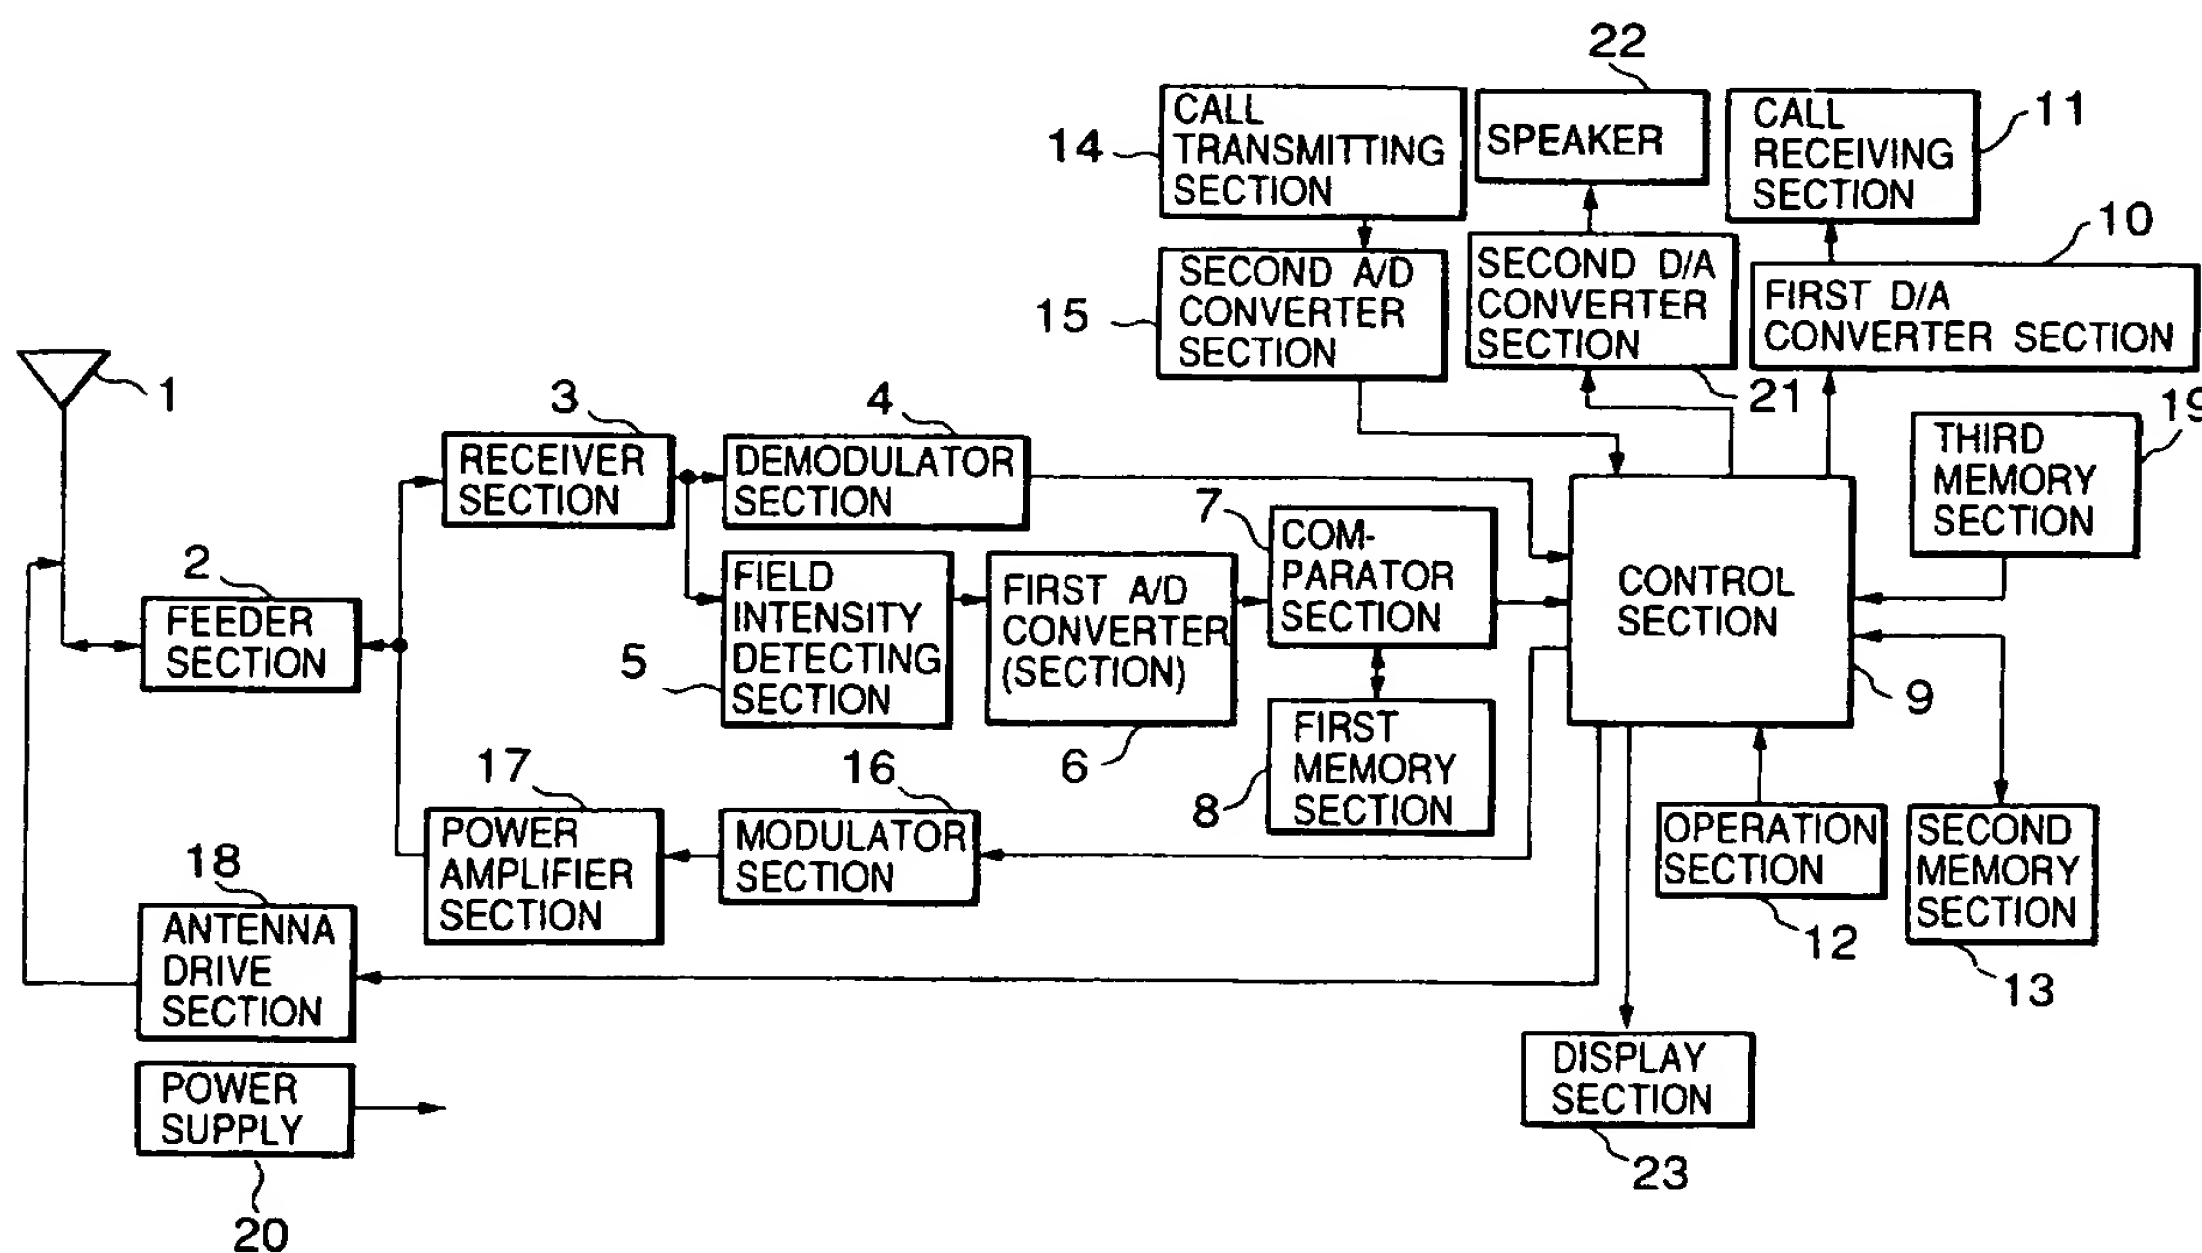 22
14
CALL
TRANSMITTING
SECTION
SPEAKER
CALL
RECEIVING
SECTION
11
10
15
SECOND A/D
CONVERTER
SECTION
SECOND D/A
CONVERTER
SECTION
21
FIRST D/A
CONVERTER SECTION
1
3
4
19
RECEIVER
SECTION
DEMODULATOR
SECTION
THIRD
MEMORY
SECTION
7
2
FEEDER
SECTION
5
FIELD
INTENSITY
DETECTING
SECTION
FIRST A/D
CONVERTER
(SECTION)
6
COM-
PARATOR
SECTION
CONTROL
SECTION
9
8
FIRST
MEMORY
SECTION
17
16
POWER
AMPLIFIER
SECTION
MODULATOR
SECTION
OPERATION
SECTION
12
SECOND
MEMORY
SECTION
13
18
ANTENNA
DRIVE
SECTION
DISPLAY
SECTION
23
POWER
SUPPLY
20